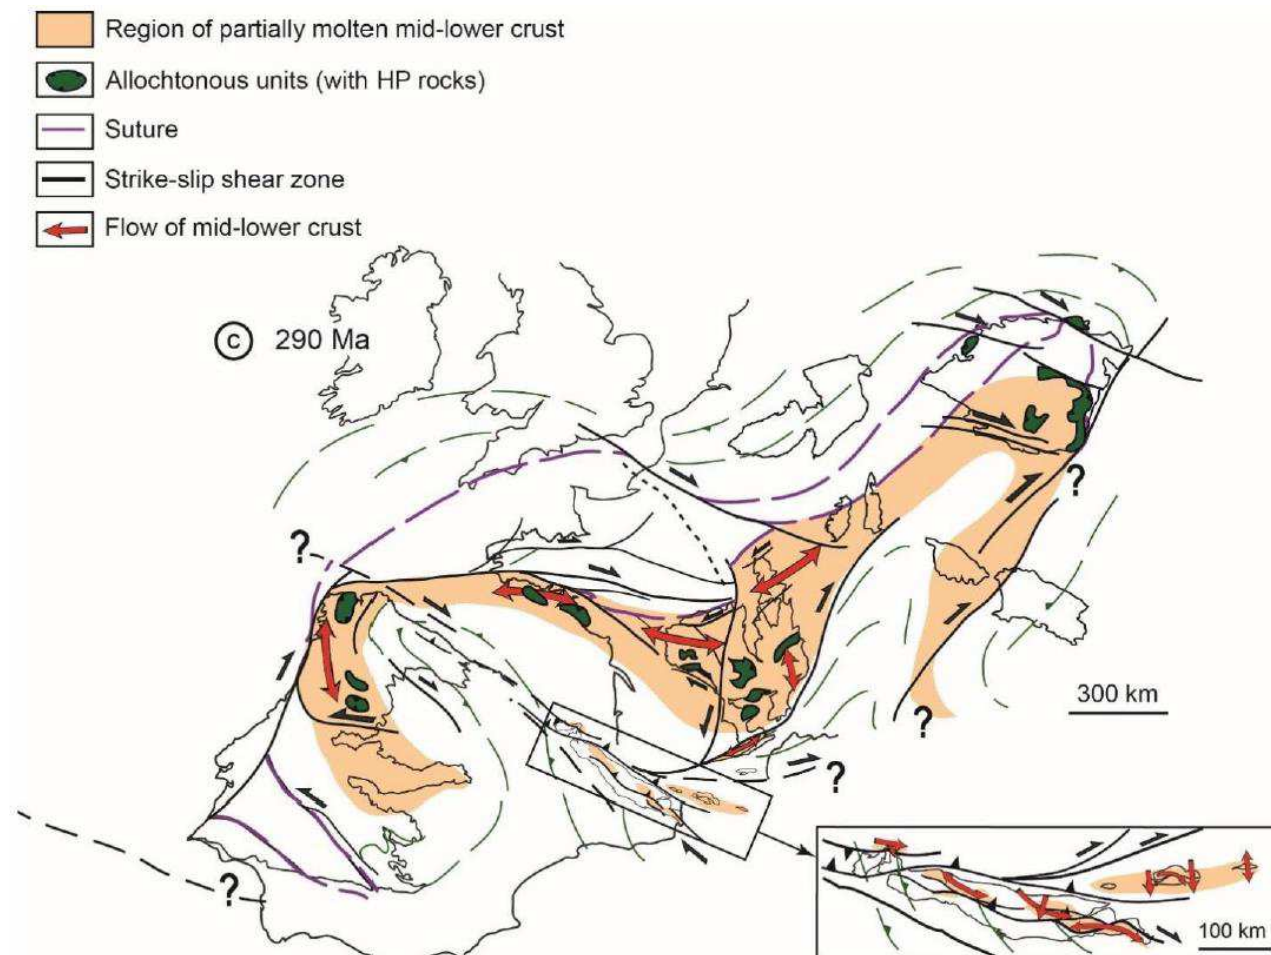 Region of partially molten mid-lower crust
Allochtonous units (with HP rocks)
Suture
Strike-slip shear zone
Flow of mid-lower crust
c 290 Ma
?
?
300 km
?
?
?
100 km